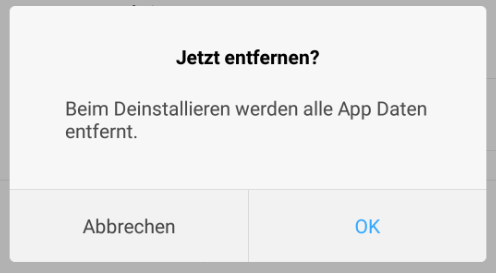 Jetzt entfernen?
Beim Deinstallieren werden alle App Daten
entfernt.
Abbrechen
OK